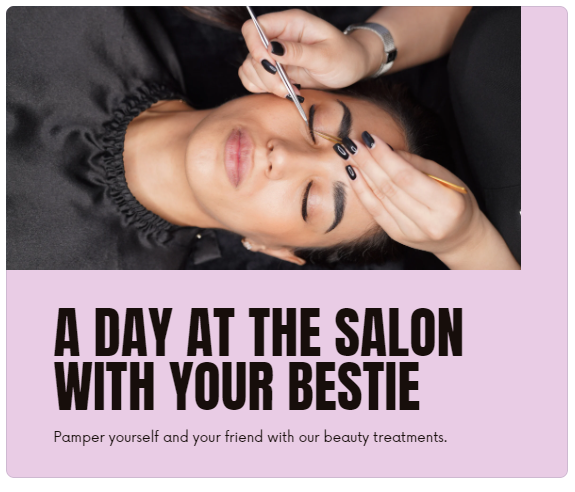 A DAY AT THE SALON
WITH YOUR BESTIE
Pamper yourself and your friend with our beauty treatments.